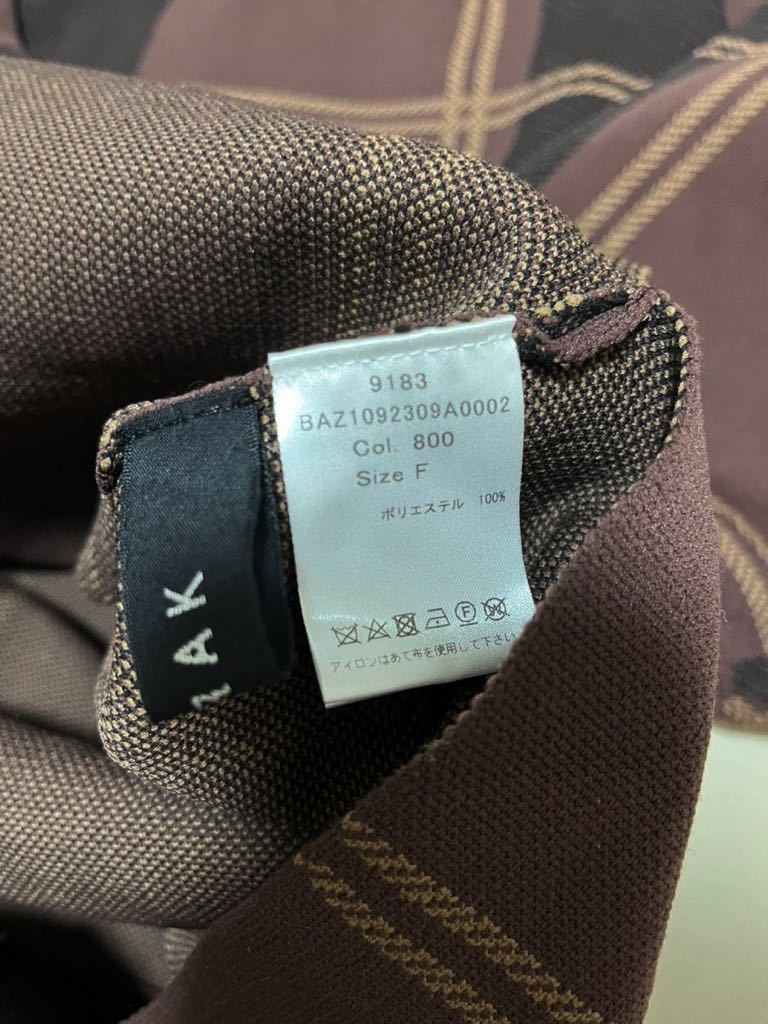 9183
BAZ1092309A0002
Col. 800
Size F
ポリエステル 100%
アイロンはあて布を使用して下さい
AK